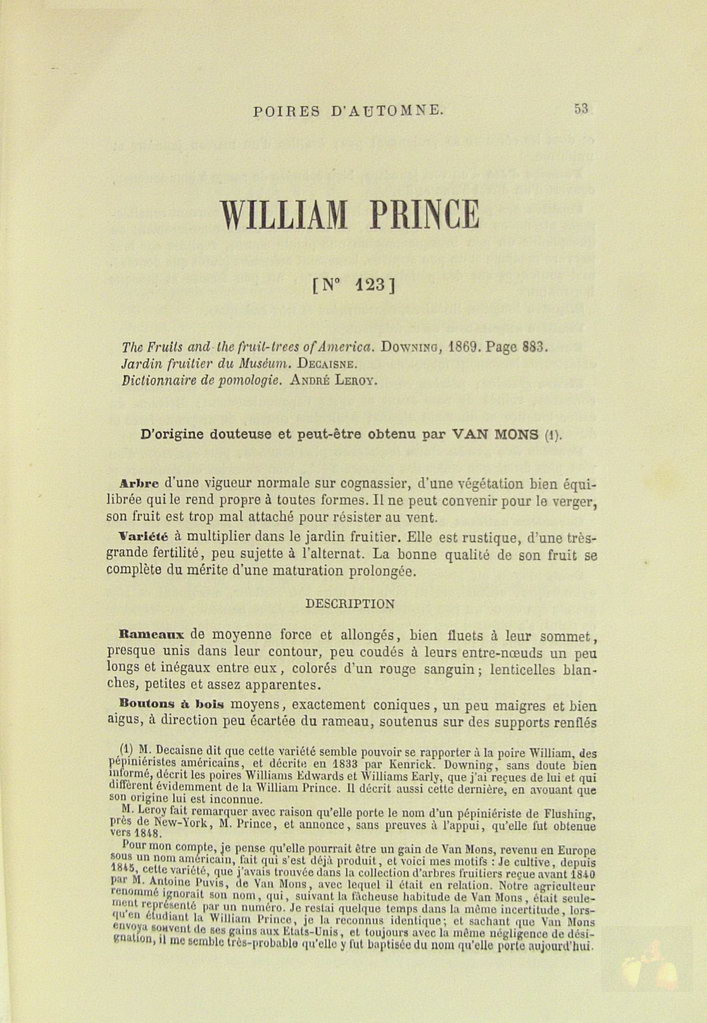 POIRES D'AUTOMNE. 53
WILLIAM PRINCE
[N° 123]
The Fruits and the fruit-trees of America. DOWNING, 1869. Page 883.
Jardin fruitier du Muséum. DECAISNE.
Dictionnaire de pomologie. ANDRÉ LEROY.
D'origine douteuse et peut-être obtenu par VAN MONS (1).
Arbre d'une vigueur normale sur cognassier, d'une végétation bien équi-
librée qui le rend propre à toutes formes. Il ne peut convenir pour le verger,
son fruit est trop mal attaché pour résister au vent.
Variété à multiplier dans le jardin fruitier. Elle est rustique, d'une très-
grande fertilité, peu sujette à l'alternat. La bonne qualité de son fruit se
complète du mérite d'une maturation prolongée.
DESCRIPTION
Rameaux de moyenne force et allongés, bien fluets à leur sommet,
presque unis dans leur contour, peu coudés à leurs entre-nœuds un peu
longs et inégaux entre eux, colorés d'un rouge sanguin; lenticelles blan-
ches, petites et assez apparentes.
Boutons à bois moyens, exactement coniques, un peu maigres et bien
aigus, à direction peu écartée du rameau, soutenus sur des supports renflés
(1) M. Decaisne dit que cette variété semble pouvoir se rapporter à la poire William, des
pépiniéristes américains, et décrite en 1833 par Kenrick. Downing, sans doute bien
informé, décrit les poires Williams Edwards et Williams Early, que j'ai reçues de lui et qui
diffèrent évidemment de la William Prince. Il décrit aussi cette dernière, en avouant que
son origine lui est inconnue.
M. Leroy fait remarquer avec raison qu'elle porte le nom d'un pépiniériste de Flushing,
près de New-York, M. Prince, et annonce, sans preuves à l'appui, qu'elle fut obtenue
vers 1848.
Pour mon compte, je pense qu'elle pourrait être un gain de Van Mons, revenu en Europe
sous un nom américain, fait qui s'est déjà produit, et voici mes motifs : Je cultive, depuis
1845, cette variété, que j'avais trouvée dans la collection d'arbres fruitiers reçue avant 1840
par M. Antoine Puvis, de Van Mons, avec lequel il était en relation. Notre agriculteur
renommé ignorait son nom, qui, suivant la fâcheuse habitude de Van Mons, était seule-
ment représenté par un numéro. Je restai quelque temps dans la même incertitude, lors-
qu'en étudiant la William Prince, je la reconnus identique; et sachant que Van Mons
envoya souvent de ses gains aux Etats-Unis, et toujours avec la même négligence de dési-
gnation, il me semble très-probable qu'elle y fut baptisée du nom qu'elle porte aujourd'hui.